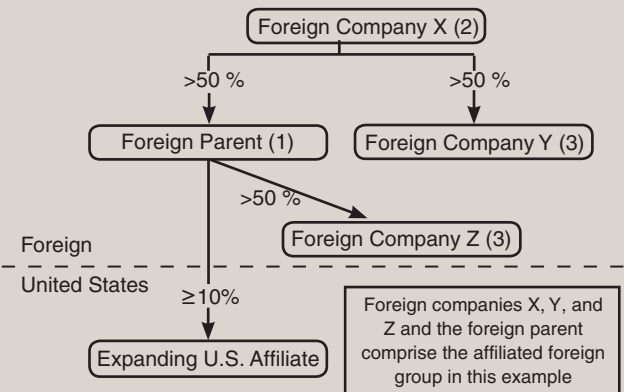 Foreign Company X (2)
>50 %
>50 %
Foreign Parent (1)
Foreign Company Y (3)
>50 %
Foreign Company Z (3)
Foreign
United States
≥10%
Expanding U.S. Affiliate
Foreign companies X, Y, and
Z and the foreign parent
comprise the affiliated foreign
group in this example